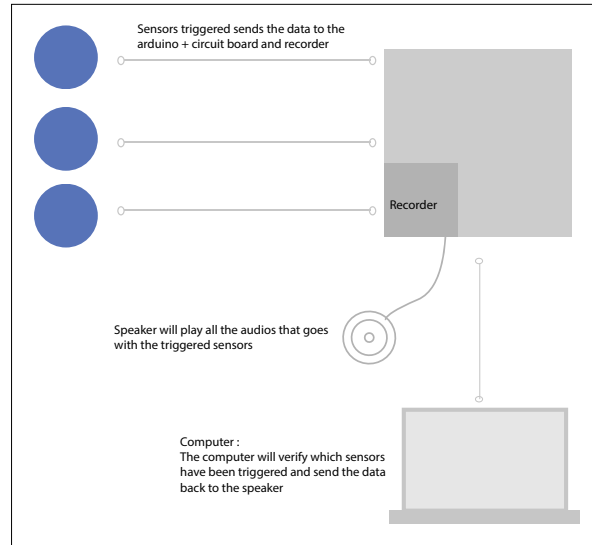 Sensors triggered sends the data to the
arduino + circuit board and recorder
Recorder
Speaker will play all the audios that goes
with the triggered sensors
Computer :
The computer will verify which sensors
have been triggered and send the data
back to the speaker